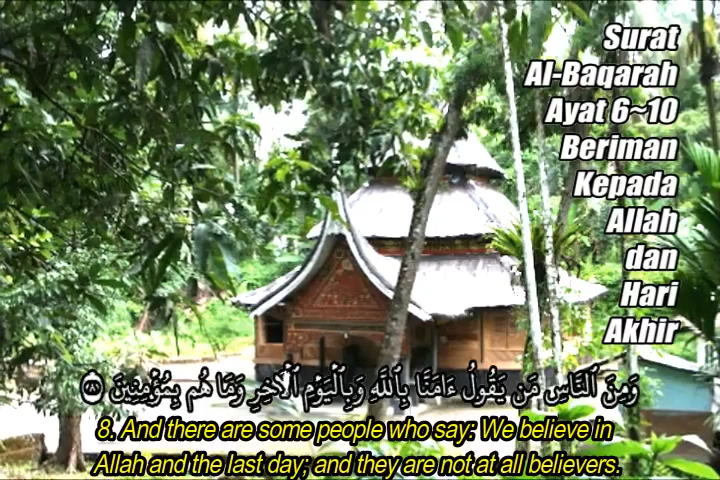 Surat
Al-Baqarah
Ayat 6~10
Beriman
Kepada
Allah
dan
Hari
Akhir
وَمِنَ ٱلنَّاسِ مَن يَقُولُ ءَامَنَّا بِٱللَّهِ وَبِٱلْيَوْمِ ٱلْأَخِرِ وَمَا هُم بِمُؤْمِنِينَ ﴿٨﴾
8. And there are some people who say: We believe in
Allah and the last day; and they are not at all believers.